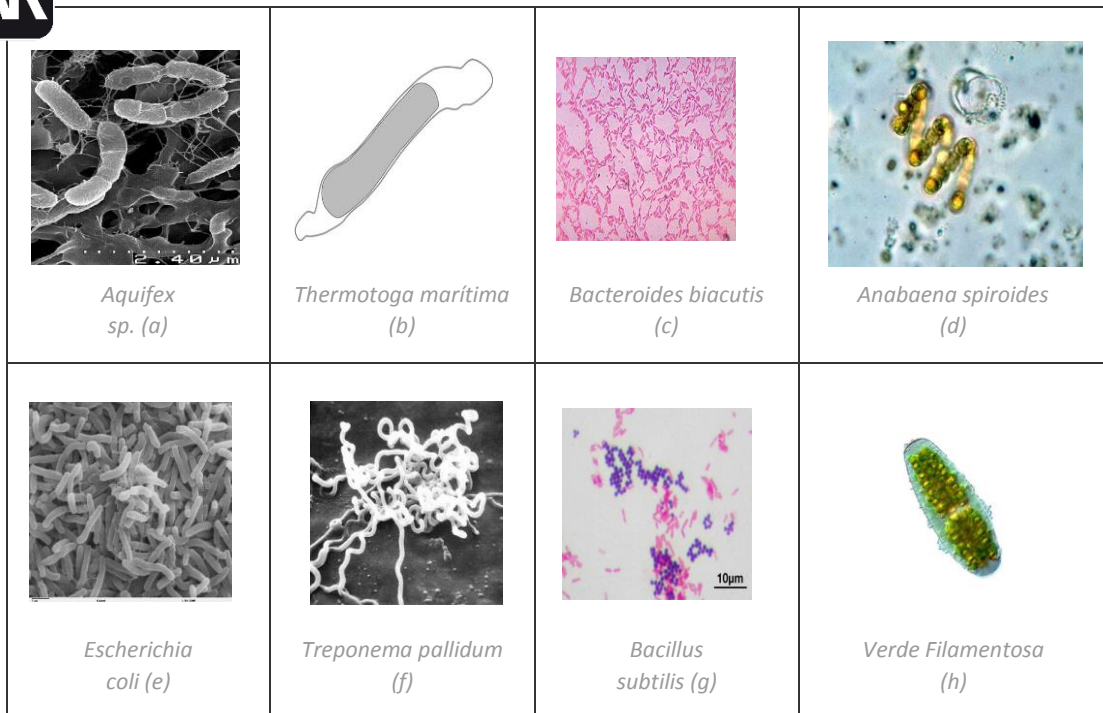 2.40µm
Aquifex
sp. (a)
Thermotoga marítima
(b)
Bacteroides biacutis
(c)
Anabaena spiroides
(d)
10µm
Escherichia
coli (e)
Treponema pallidum
(f)
Bacillus
subtilis (g)
Verde Filamentosa
(h)